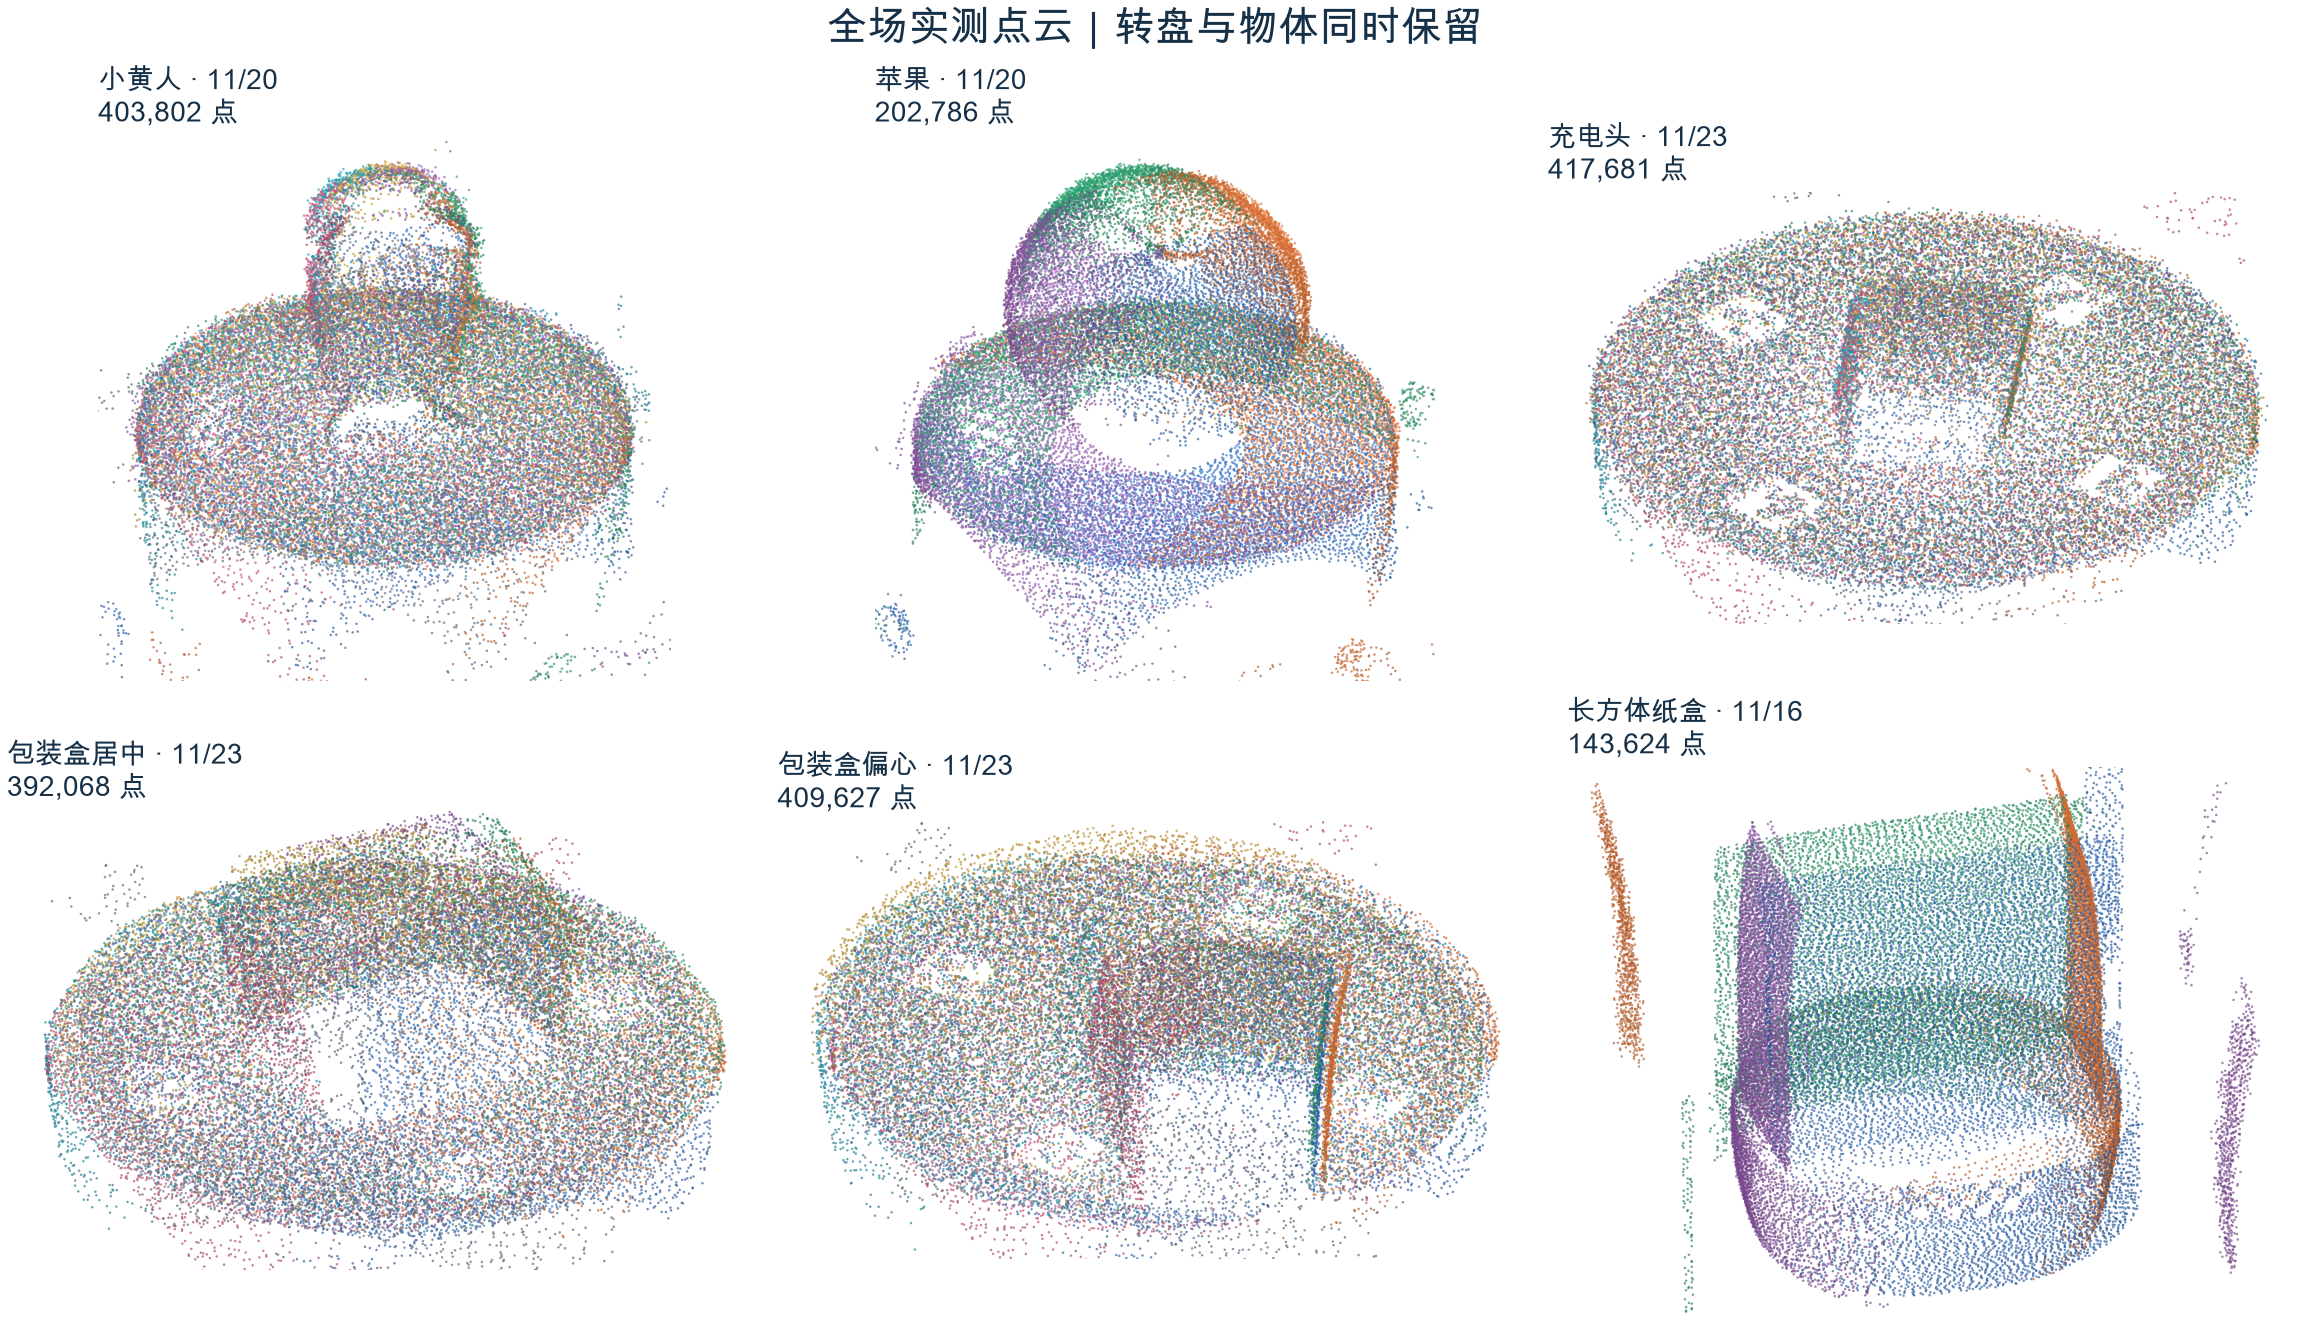 全场实测点云 | 转盘与物体同时保留
小黄人 · 11/20
403,802 点
苹果 · 11/20
202,786 点
充电头 · 11/23
417,681 点
包装盒居中 · 11/23
392,068 点
包装盒偏心 · 11/23
409,627 点
长方体纸盒 · 11/16
143,624 点